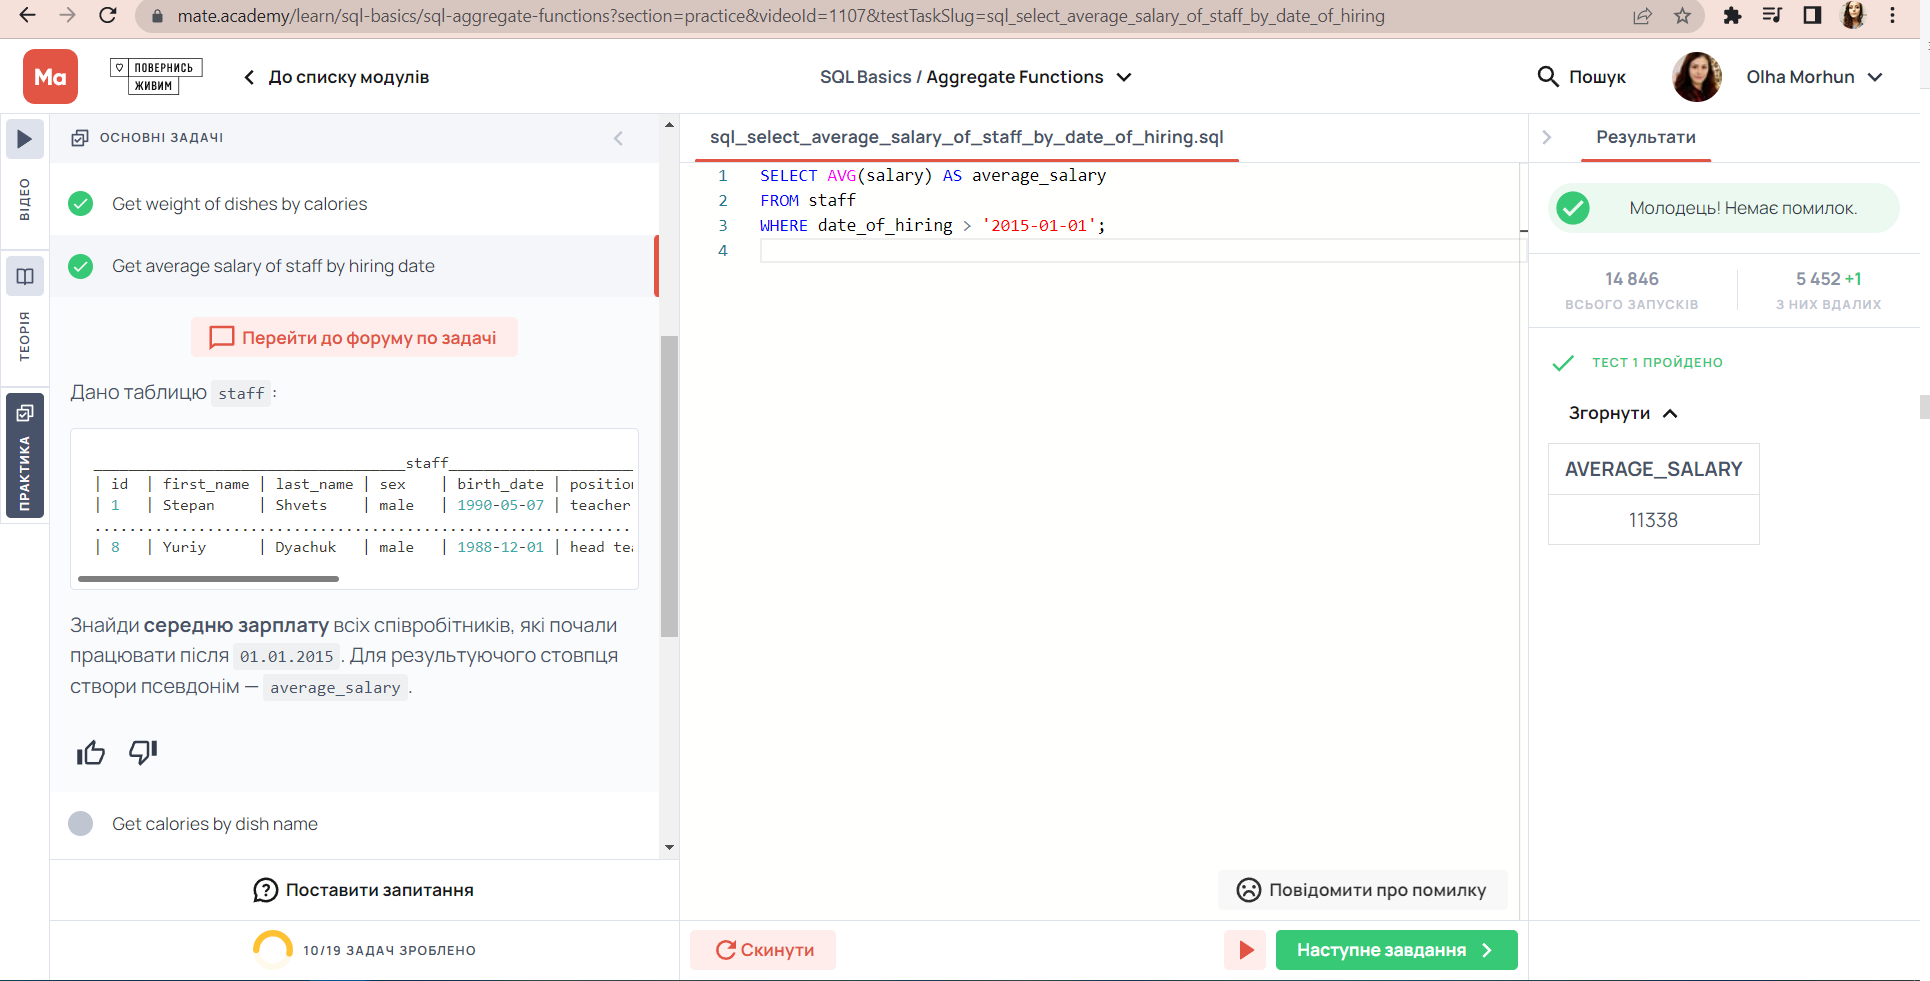 mate.academy/learn/sql-basics/sql-aggregate-functions?section=practice&videoId=1107&testTaskSlug=sql_select_average_salary_of_staff_by_date_of_hiring
Ma
ПОВЕРНИСЬ
ЖИВИМ
До списку модулів
SQL Basics / Aggregate Functions
Пошук
Olha Morhun
ВІДЕО
ТЕОРІЯ
ПРАКТИКА
ОСНОВНІ ЗАДАЧІ
Get weight of dishes by calories
Get average salary of staff by hiring date
Перейти до форуму по задачі
Дано таблицю staff:
staff
| id | first_name | last_name | sex | birth_date | position
| 1 | Stepan | Shvets | male | 1990-05-07 | teacher
| 8 | Yuriy | Dyachuk | male | 1988-12-01 | head tea
Знайди середню зарплату всіх співробітників, які почали
працювати після 01.01.2015. Для результуючого стовпця
створи псевдонім — average_salary.
Get calories by dish name
Поставити запитання
10/19 ЗАДАЧ ЗРОБЛЕНО
sql_select_average_salary_of_staff_by_date_of_hiring.sql
1 SELECT AVG(salary) AS average_salary
2 FROM staff
3 WHERE date_of_hiring > '2015-01-01';
4
Повідомити про помилку
Скинути
Наступне завдання
Результати
Молодець! Немає помилок.
14 846
ВСЬОГО ЗАПУСКІВ
5 452 +1
З НИХ ВДАЛИХ
ТЕСТ 1 ПРОЙДЕНО
Згорнути
AVERAGE_SALARY
11338